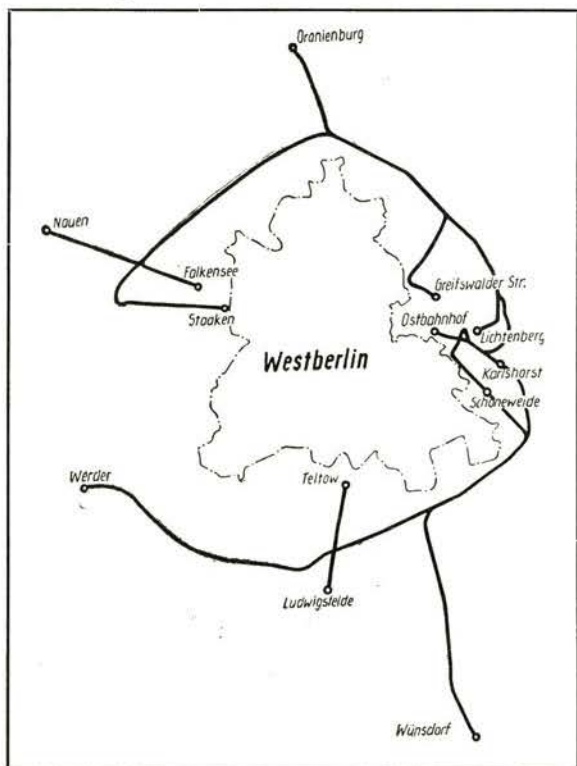 Oranienburg
Nauen
Falkensee
Staaken
Greifswalder Str.
Ostbahnhof
Lichtenberg
Westberlin
Karlshorst
Schöneweide
Werder
Teltow
Ludwigsfelde
Wünsdorf